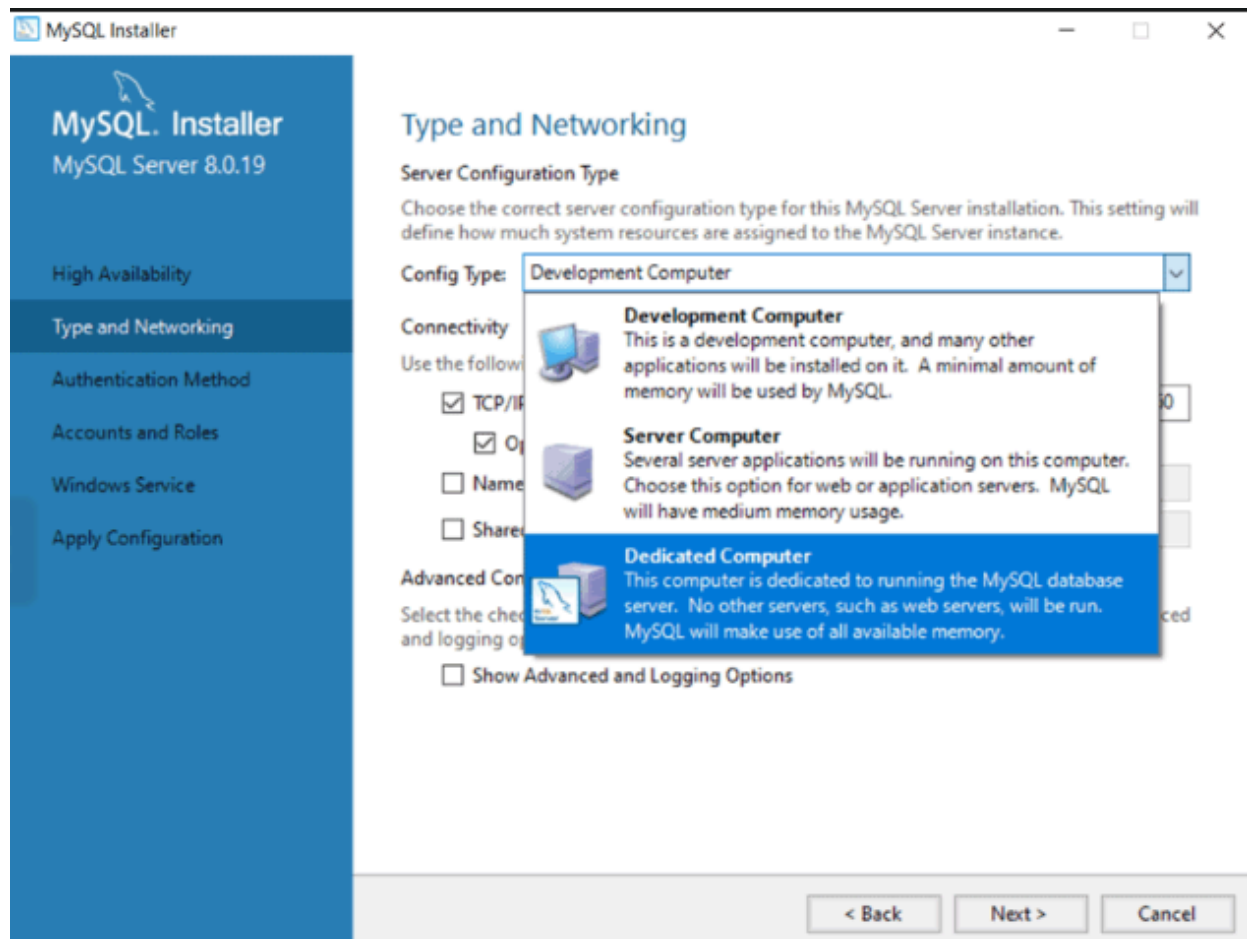 MySQL Installer
MySQL. Installer
MySQL Server 8.0.19
High Availability
Type and Networking
Authentication Method
Accounts and Roles
Windows Service
Apply Configuration
Type and Networking
Server Configuration Type
Choose the correct server configuration type for this MySQL Server installation. This setting will
define how much system resources are assigned to the MySQL Server instance.
Config Type: Development Computer
Development Computer
This is a development computer, and many other
applications will be installed on it. A minimal amount of
memory will be used by MySQL.
Server Computer
Several server applications will be running on this computer.
Choose this option for web or application servers. MySQL
will have medium memory usage.
Dedicated Computer
This computer is dedicated to running the MySQL database
server. No other servers, such as web servers, will be run.
MySQL will make use of all available memory.
Connectivity
Use the follow
TCP/IP
Name
Share
Advanced Con
Select the che
and logging
Show Advanced and Logging Options
< Back
Next >
Cancel